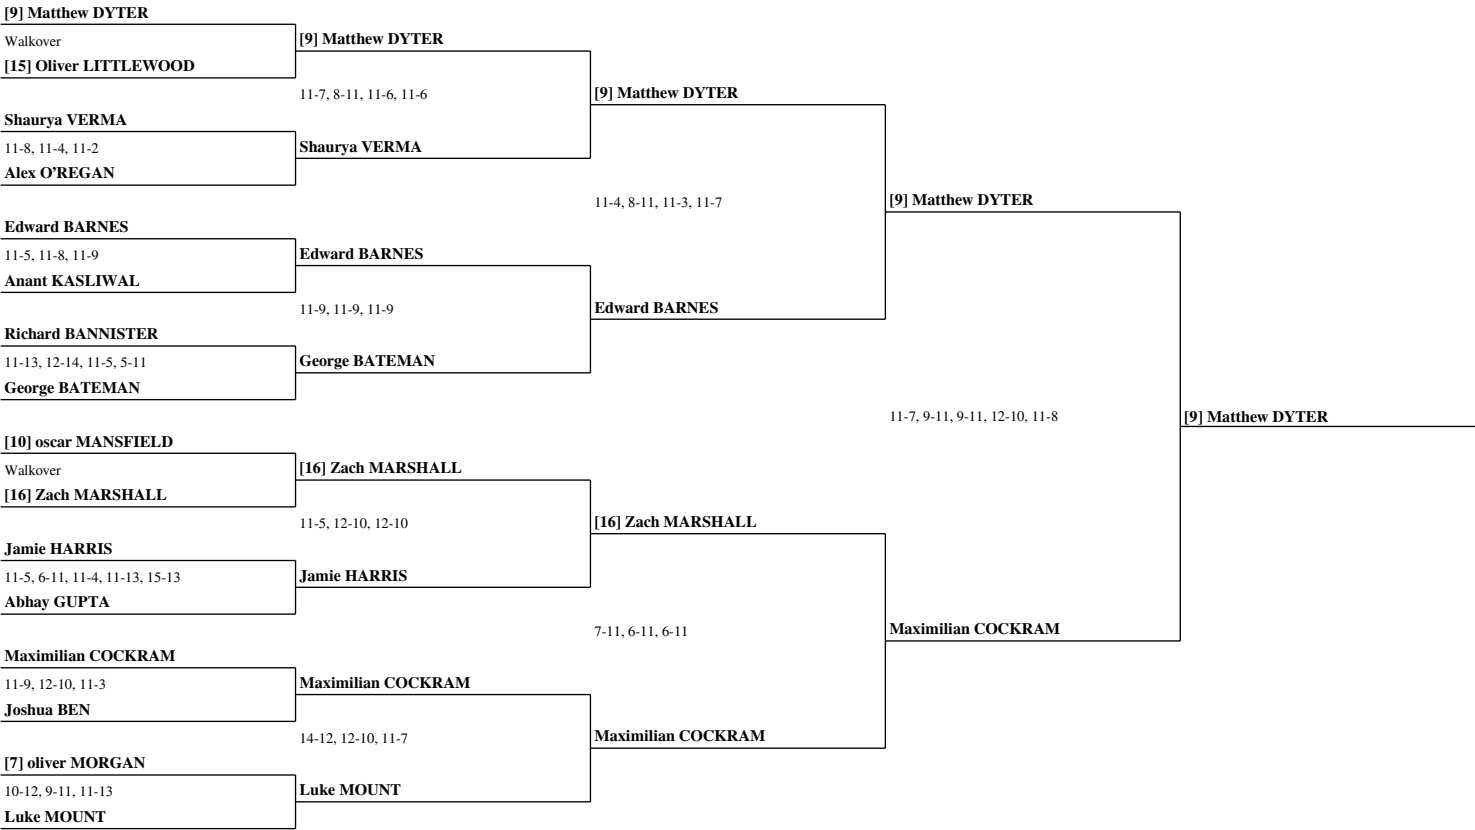 [9] Matthew DYTER
Walkover
[15] Oliver LITTLEWOOD
Shaurya VERMA
11-8, 11-4, 11-2
Alex O’REGAN
Edward BARNES
11-5, 11-8, 11-9
Anant KASLIWAL
Richard BANNISTER
11-13, 12-14, 11-5, 5-11
George BATEMAN
[10] oscar MANSFIELD
Walkover
[16] Zach MARSHALL
Jamie HARRIS
11-5, 6-11, 11-4, 11-13, 15-13
Abhay GUPTA
Maximilian COCKRAM
11-9, 12-10, 11-3
Joshua BEN
[7] oliver MORGAN
10-12, 9-11, 11-13
Luke MOUNT
[9] Matthew DYTER
11-7, 8-11, 11-6, 11-6
Shaurya VERMA
Edward BARNES
11-9, 11-9, 11-9
George BATEMAN
[16] Zach MARSHALL
11-5, 12-10, 12-10
Jamie HARRIS
Maximilian COCKRAM
14-12, 12-10, 11-7
Luke MOUNT
[9] Matthew DYTER
11-4, 8-11, 11-3, 11-7
Edward BARNES
[16] Zach MARSHALL
7-11, 6-11, 6-11
Maximilian COCKRAM
[9] Matthew DYTER
11-7, 9-11, 9-11, 12-10, 11-8
Maximilian COCKRAM
[9] Matthew DYTER